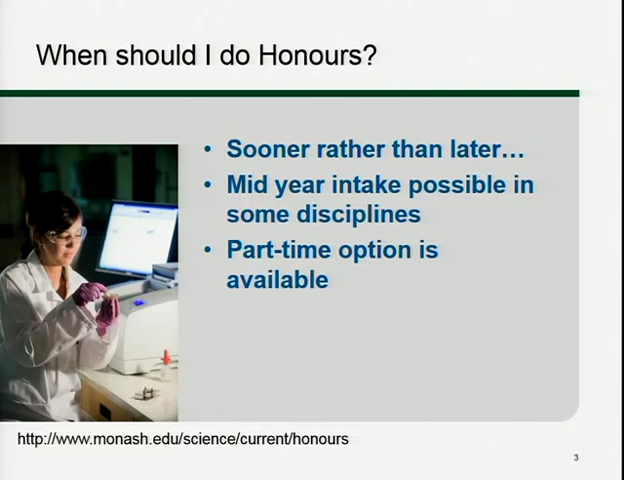 When should I do Honours?
• Sooner rather than later…
• Mid year intake possible in
some disciplines
• Part-time option is
available
http://www.monash.edu/science/current/honours
3